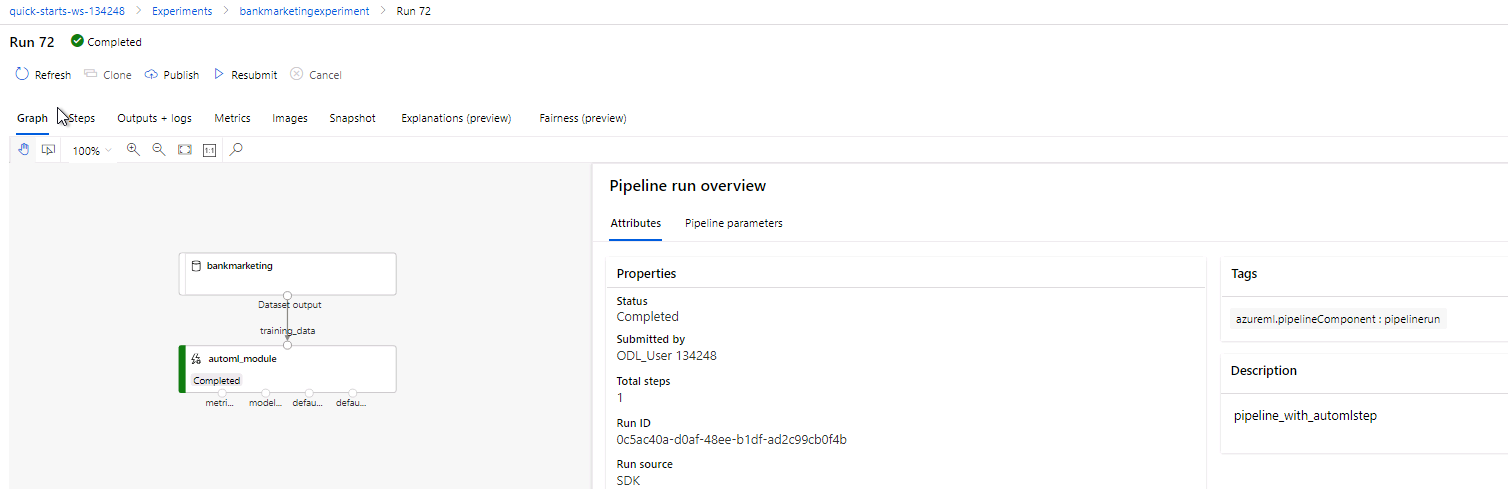 quick-starts-ws-134248 > Experiments > bankmarketingexperiment > Run 72
Run 72 Completed
Refresh Clone Publish Resubmit Cancel
Graph Steps Outputs + logs Metrics Images Snapshot Explanations (preview) Fairness (preview)
100% 1:1
bankmarketing
Dataset output
training_data
automl_module
Completed
metri... model... defau... defau...
Pipeline run overview
Attributes Pipeline parameters
Properties
Status
Completed
Submitted by
ODL_User 134248
Total steps
1
Run ID
0c5ac40a-d0af-48ee-b1df-ad2c99cb0f4b
Run source
SDK
Tags
azureml.pipelineComponent : pipelinerun
Description
pipeline_with_automlstep